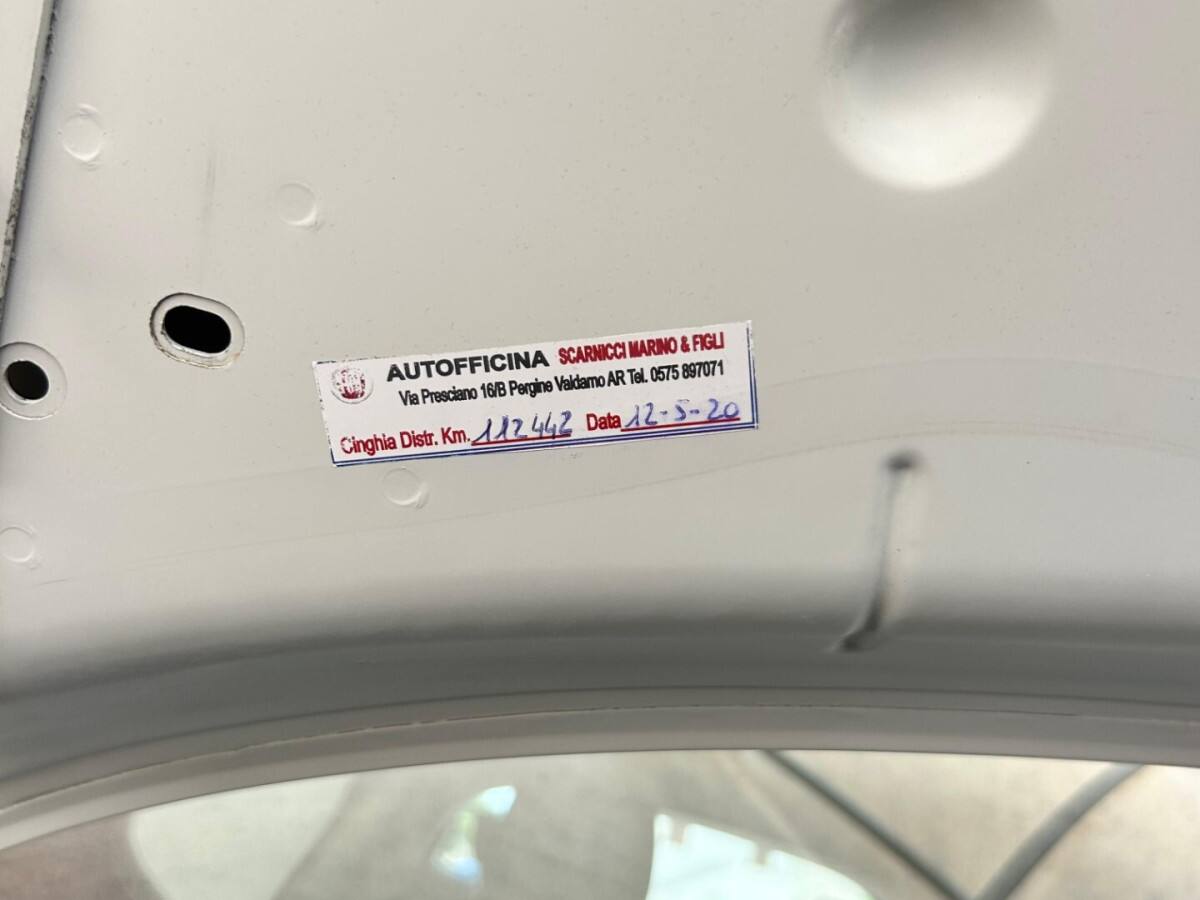 AUTOFFICINA SCARNICCI MARINO & FIGLI
Via Presciano 16/B Pergine Valdarno AR Tel. 0575 897071
Cinghia Distr. Km. 112442 Data 12-5-20